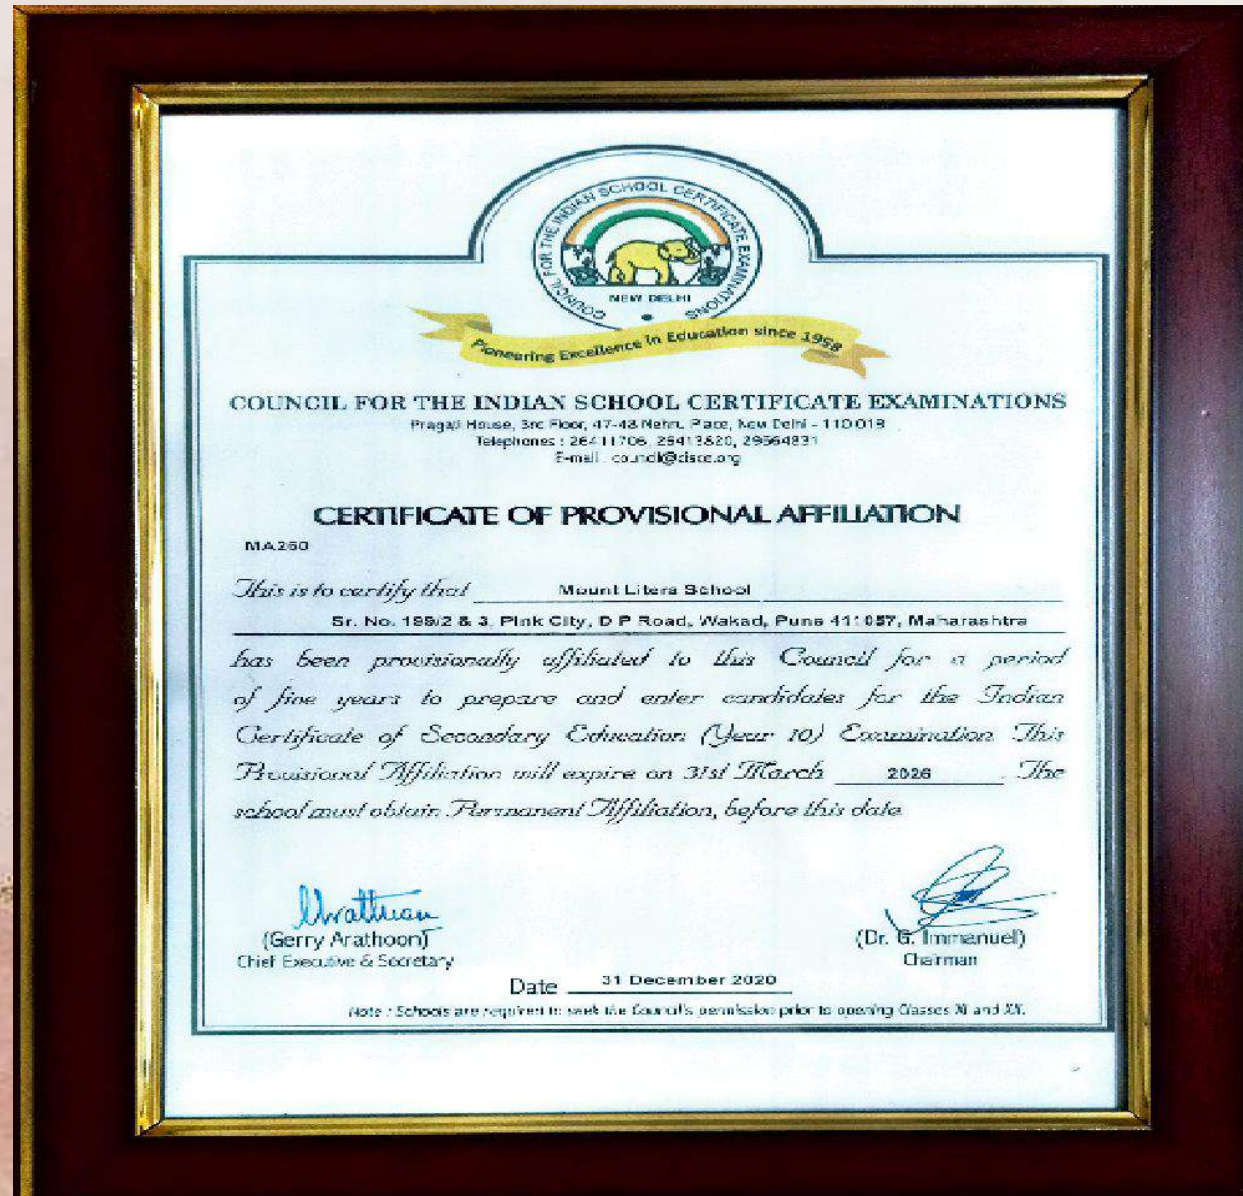 COUNCIL FOR THE INDIAN SCHOOL CERTIFICATE EXAMINATIONS
NEW DELHI
Pioneering Excellence in Education since 1958
COUNCIL FOR THE INDIAN SCHOOL CERTIFICATE EXAMINATIONS
Pragati House, 3rd Floor, 47-48 Nehru Place, New Delhi - 110019
Telephones : 26411706, 26413820, 29564831
E-mail : council@cisce.org
CERTIFICATE OF PROVISIONAL AFFILIATION
MA260
This is to certify that Mount Litera School
Sr. No. 199/2 & 3, Pink City, D P Road, Wakad, Pune 411057, Maharashtra
has been provisionally affiliated to this Council for a period
of five years to prepare and enter candidates for the Indian
Certificate of Secondary Education (Year 10) Examination This
Provisional Affiliation will expire on 31st March 2026 . The
school must obtain Permanent Affiliation, before this date
(Gerry Arathoon)
Chief Executive & Secretary
(Dr. G. Immanuel)
Chairman
Date 31 December 2020
Note : Schools are required to seek the Council's permission prior to opening Classes XI and XII.